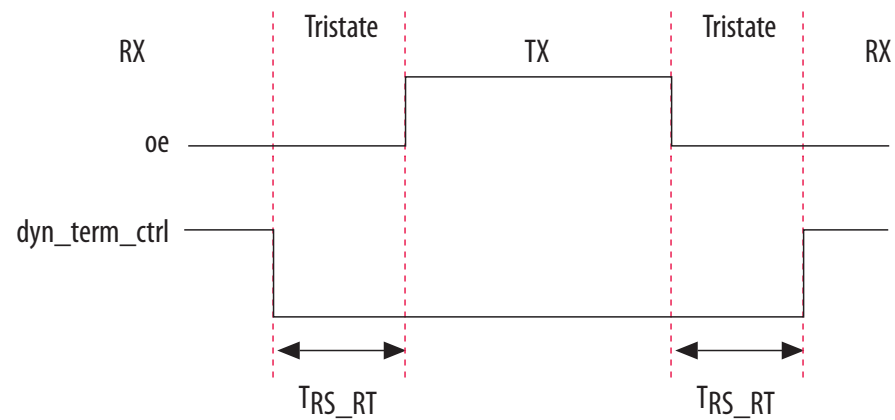 Tristate
Tristate
RX
TX
RX
oe
dyn_term_ctrl
TRS_RT
TRS_RT